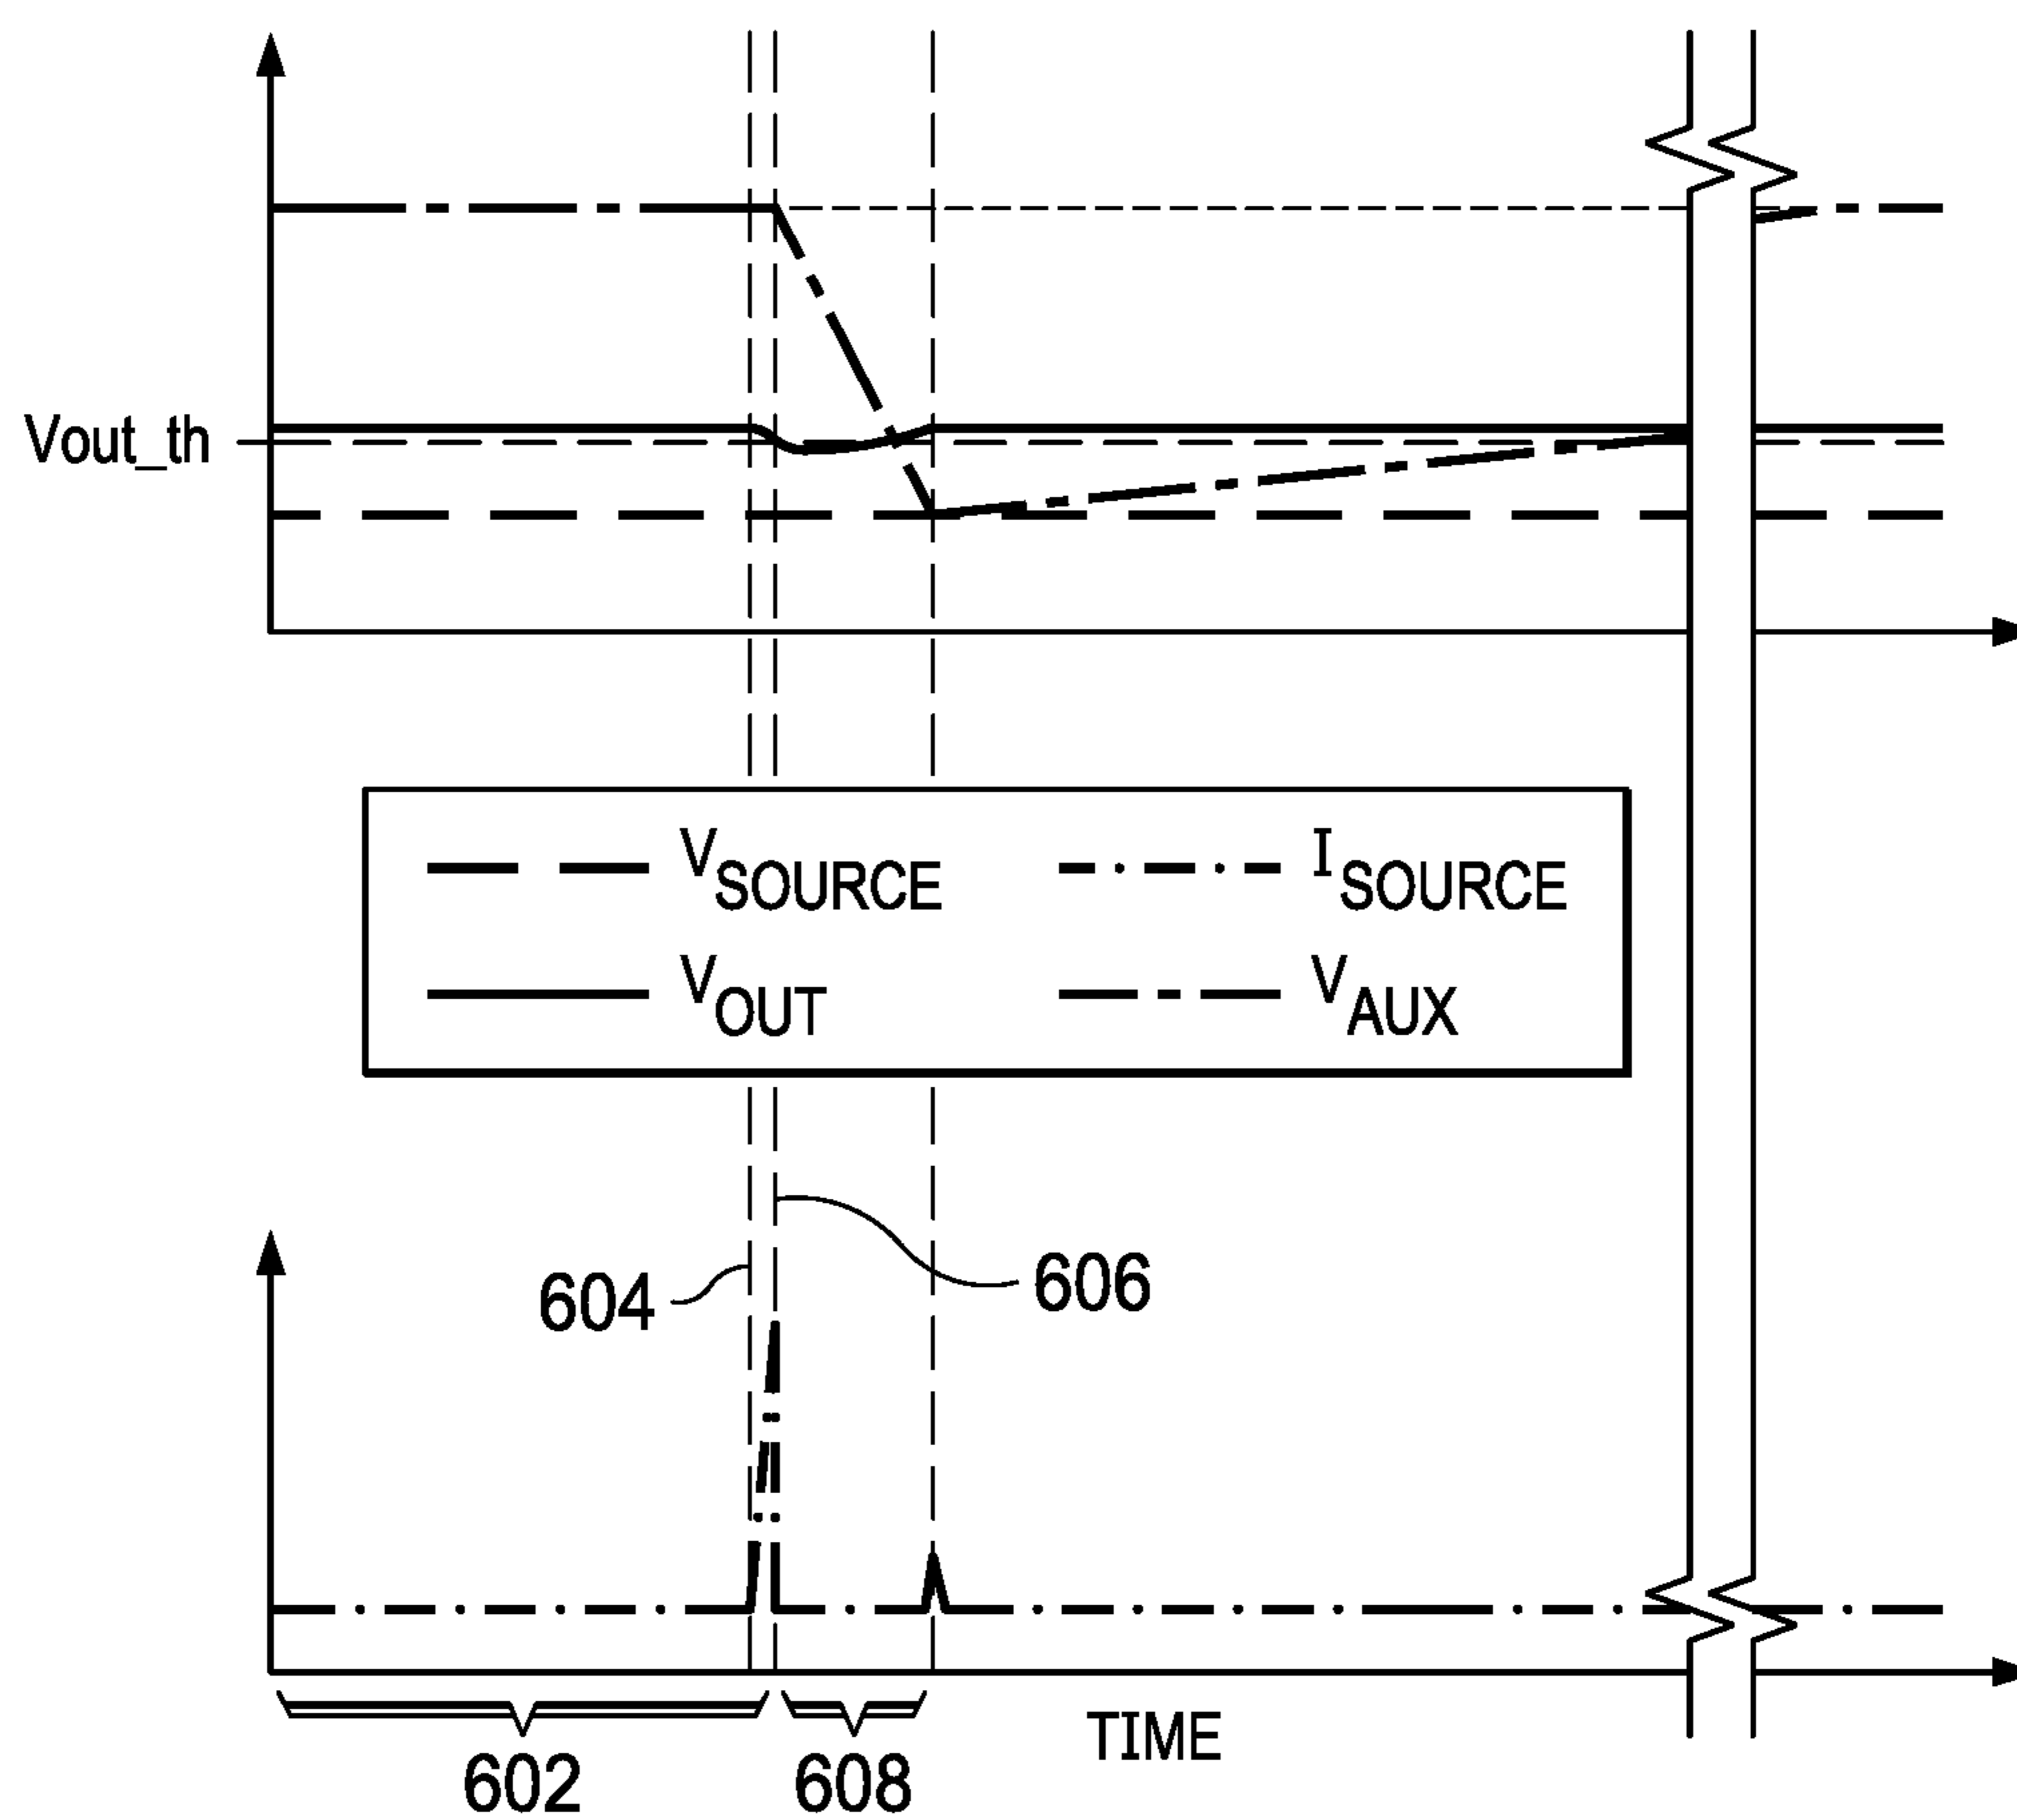 Vout_th
VSOURCE ISOURCE
VOUT VAUX
604 606
TIME
602 608